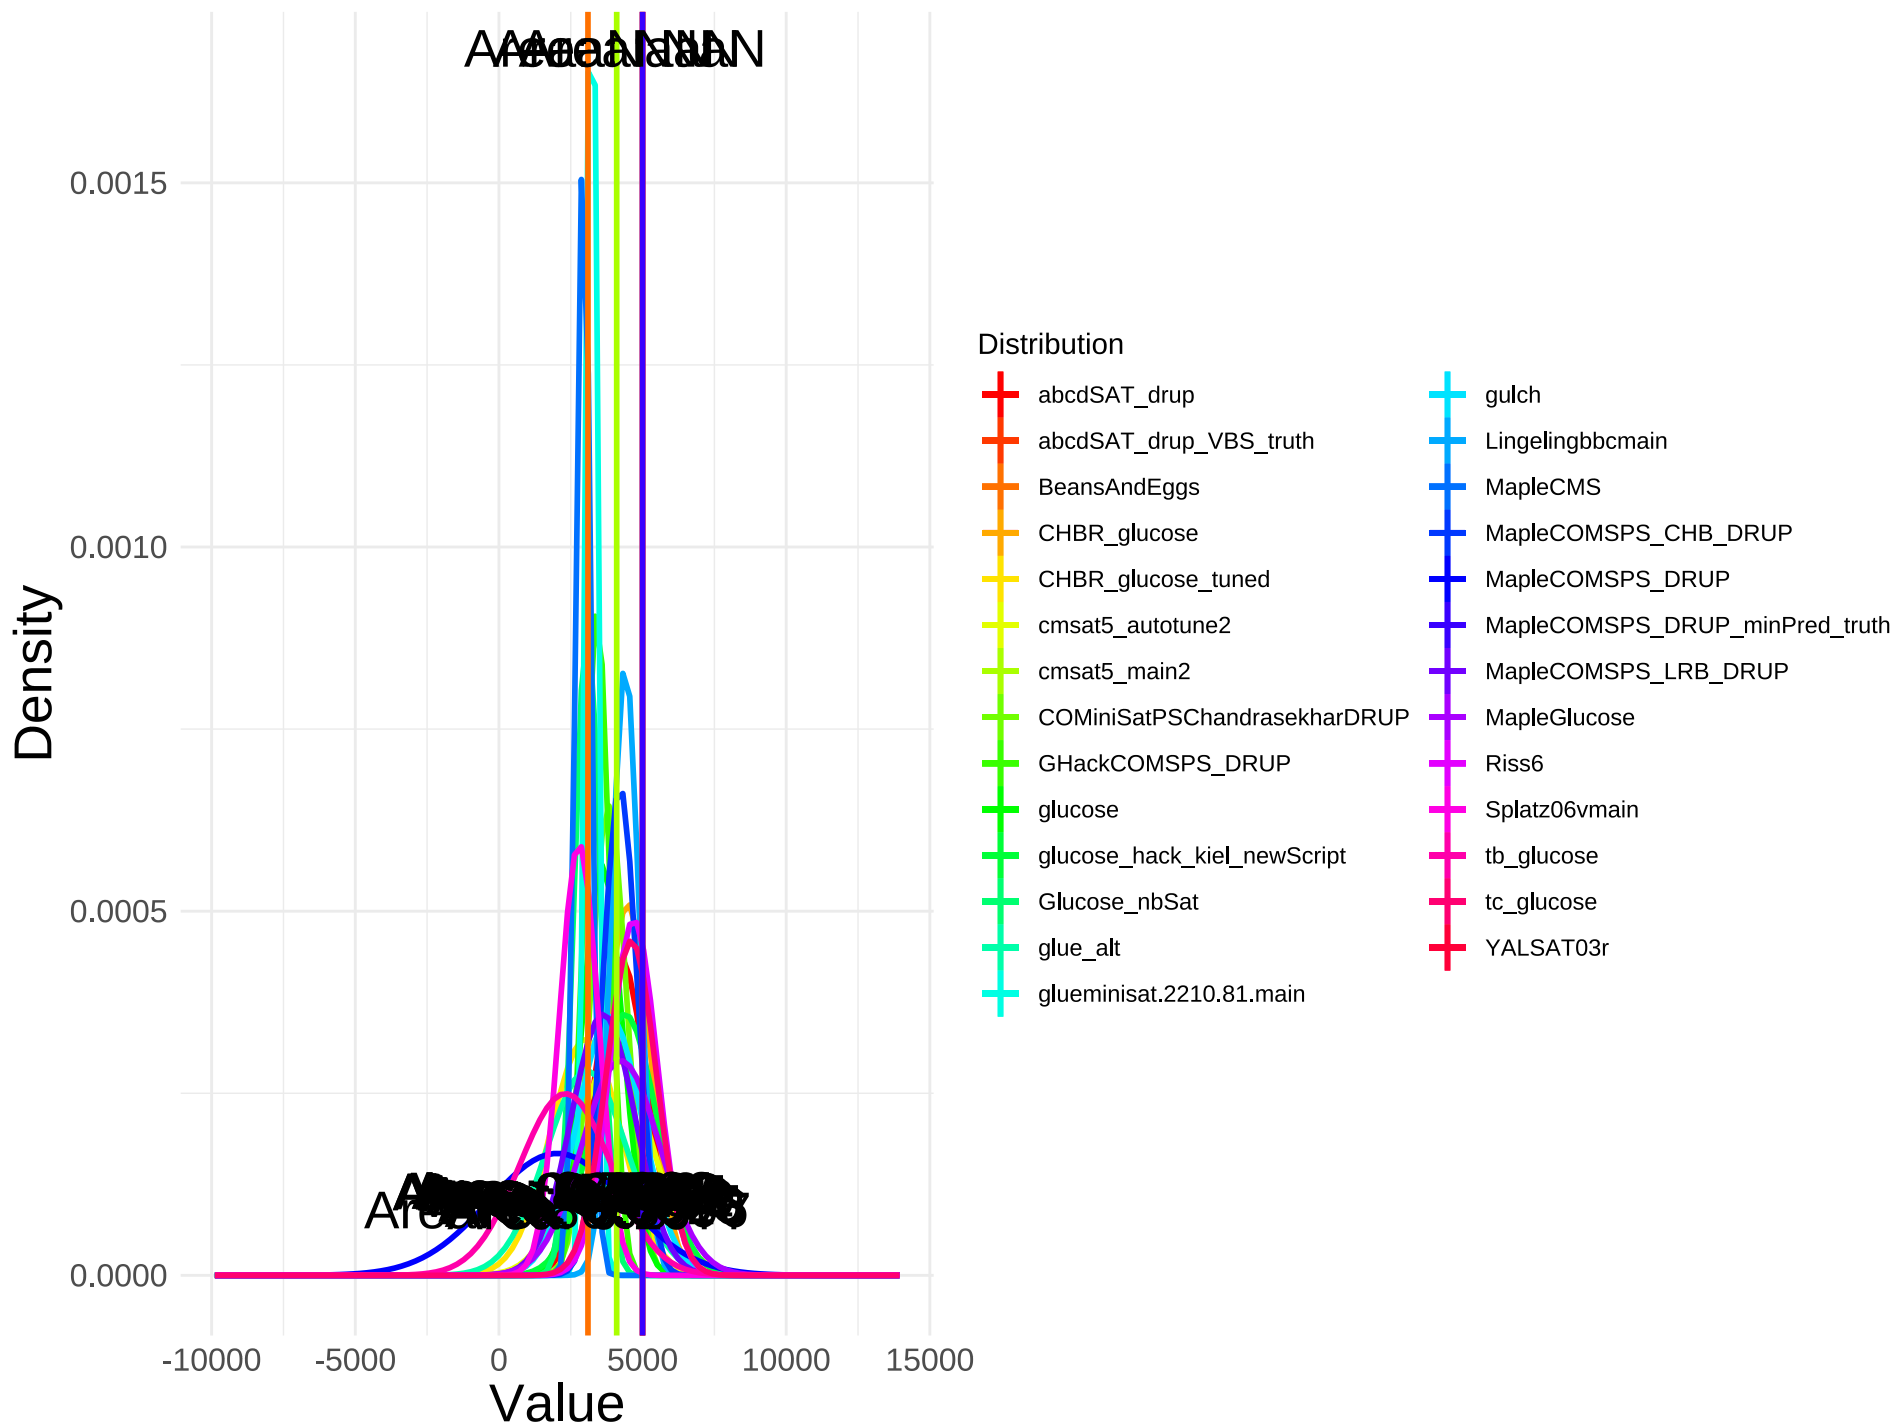 0.0015
0.0010
0.0005
0.0000
Density
-10000
-5000
0
5000
10000
15000
Value
Distribution
abcdSAT_drup
abcdSAT_drup_VBS_truth
BeansAndEggs
CHBR_glucose
CHBR_glucose_tuned
cmsat5_autotune2
cmsat5_main2
COMiniSatPSChandrasekharDRUP
GHackCOMSPS_DRUP
glucose
glucose_hack_kiel_newScript
Glucose_nbSat
glue_alt
glueminisat.2210.81.main
gulch
Lingelingbbcmain
MapleCMS
MapleCOMSPS_CHB_DRUP
MapleCOMSPS_DRUP
MapleCOMSPS_DRUP_minPred_truth
MapleCOMSPS_LRB_DRUP
MapleGlucose
Riss6
Splatz06vmain
tb_glucose
tc_glucose
YALSAT03r